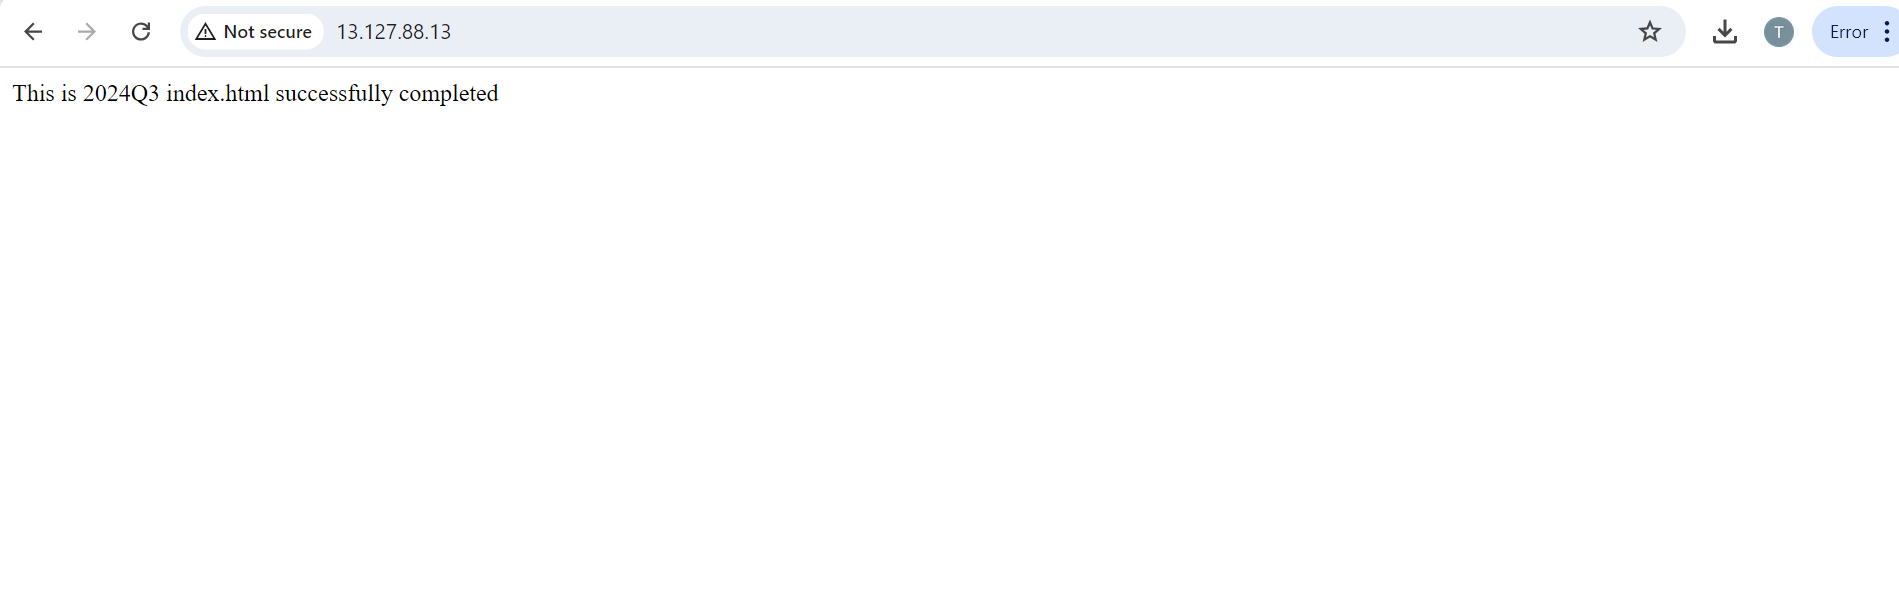 Not secure 13.127.88.13 T Error
This is 2024Q3 index.html successfully completed